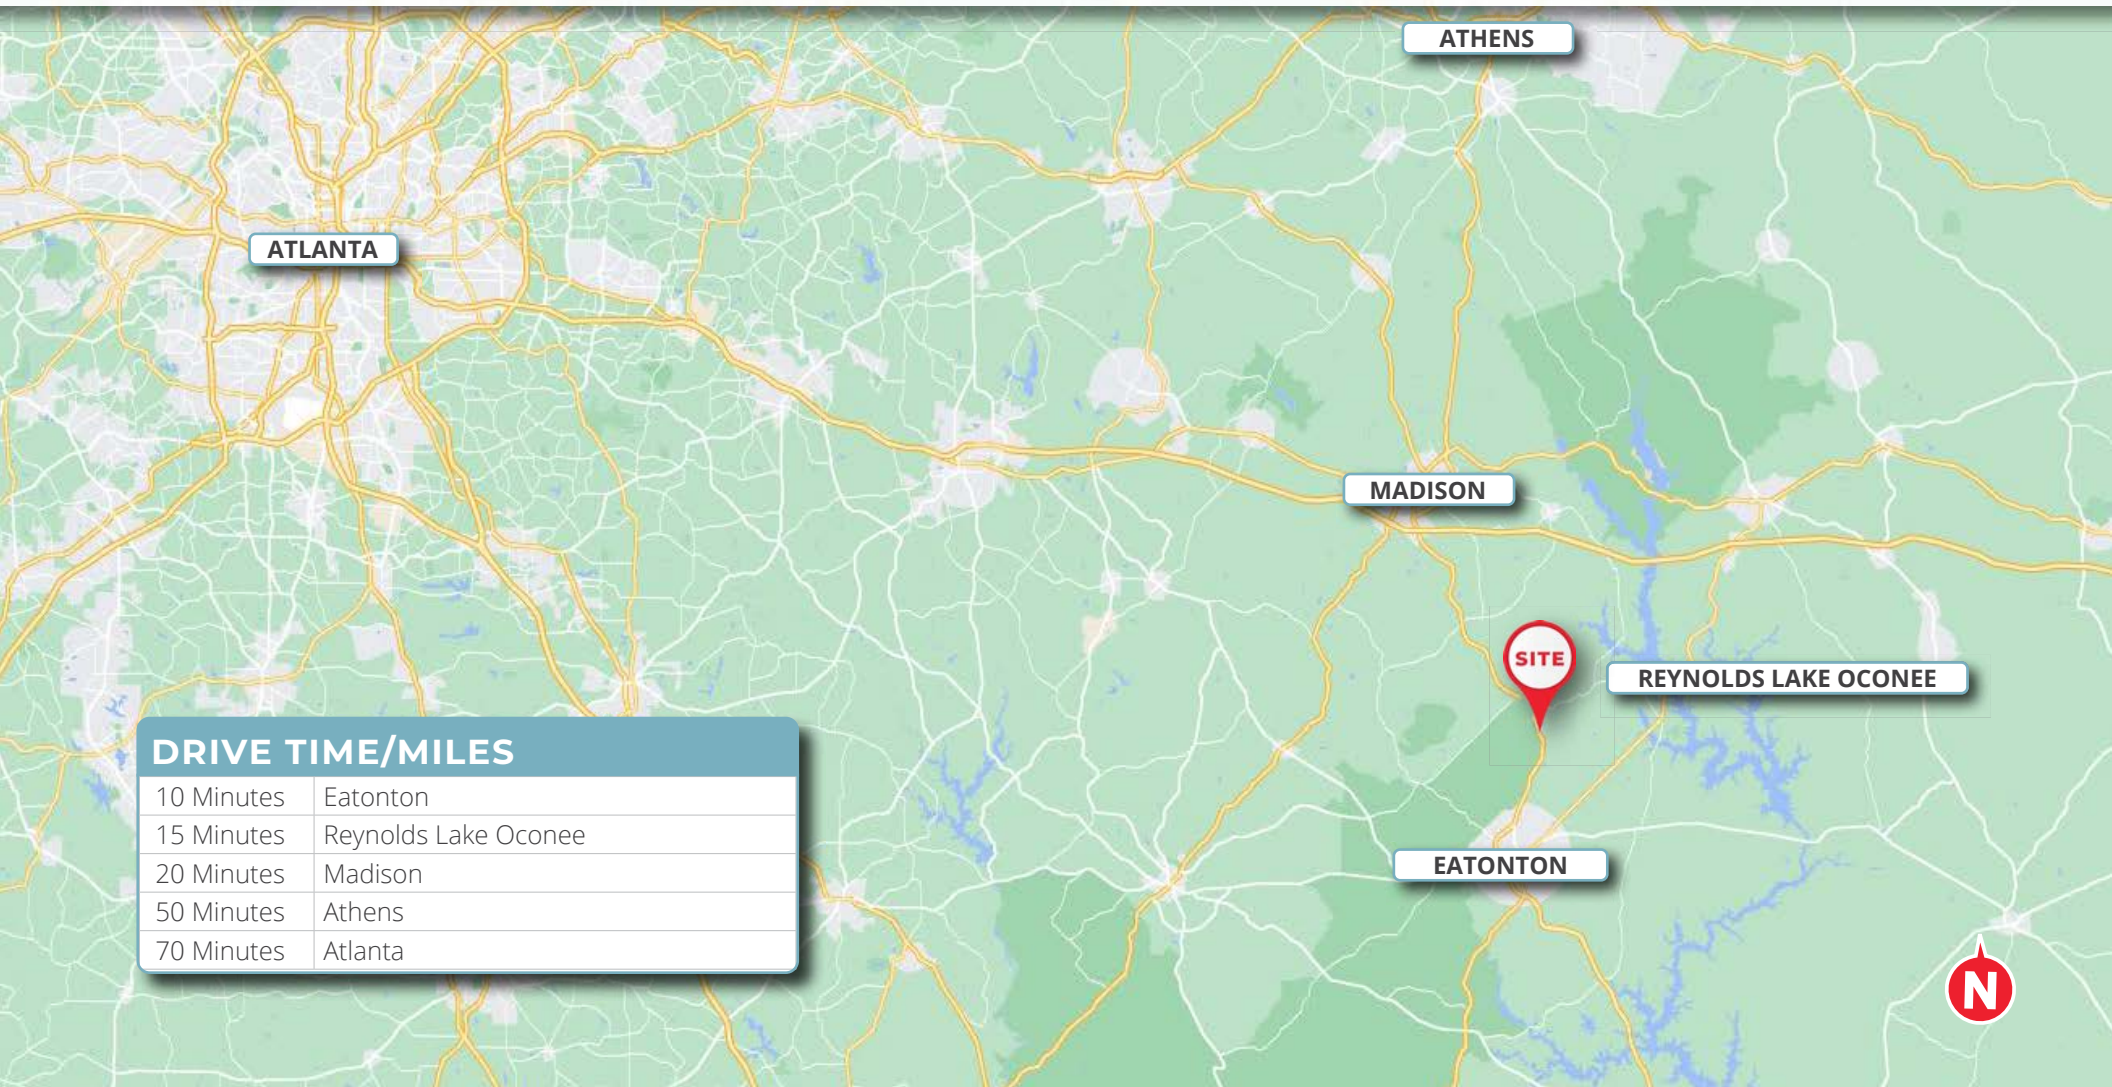 ATHENS
ATLANTA
MADISON
SITE
REYNOLDS LAKE OCONEE
DRIVE TIME/MILES
10 Minutes Eatonton
15 Minutes Reynolds Lake Oconee
20 Minutes Madison
50 Minutes Athens
70 Minutes Atlanta
EATONTON
N